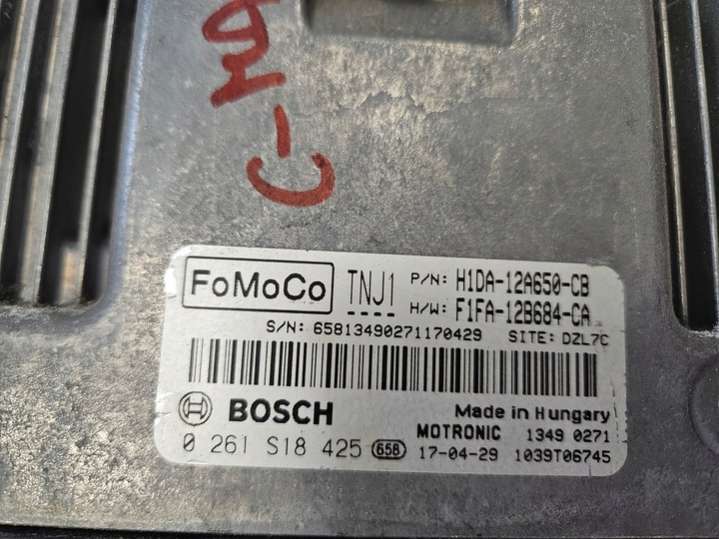 FoMoCo TNJ1 P/N: H1DA-12A650-CB
H/W: F1FA-12B684-CA
S/N: 65813490271170429 SITE: DZL7C
BOSCH Made in Hungary
MOTRONIC 1349 0271
0 261 S18 425 658 17-04-29 1039T06745